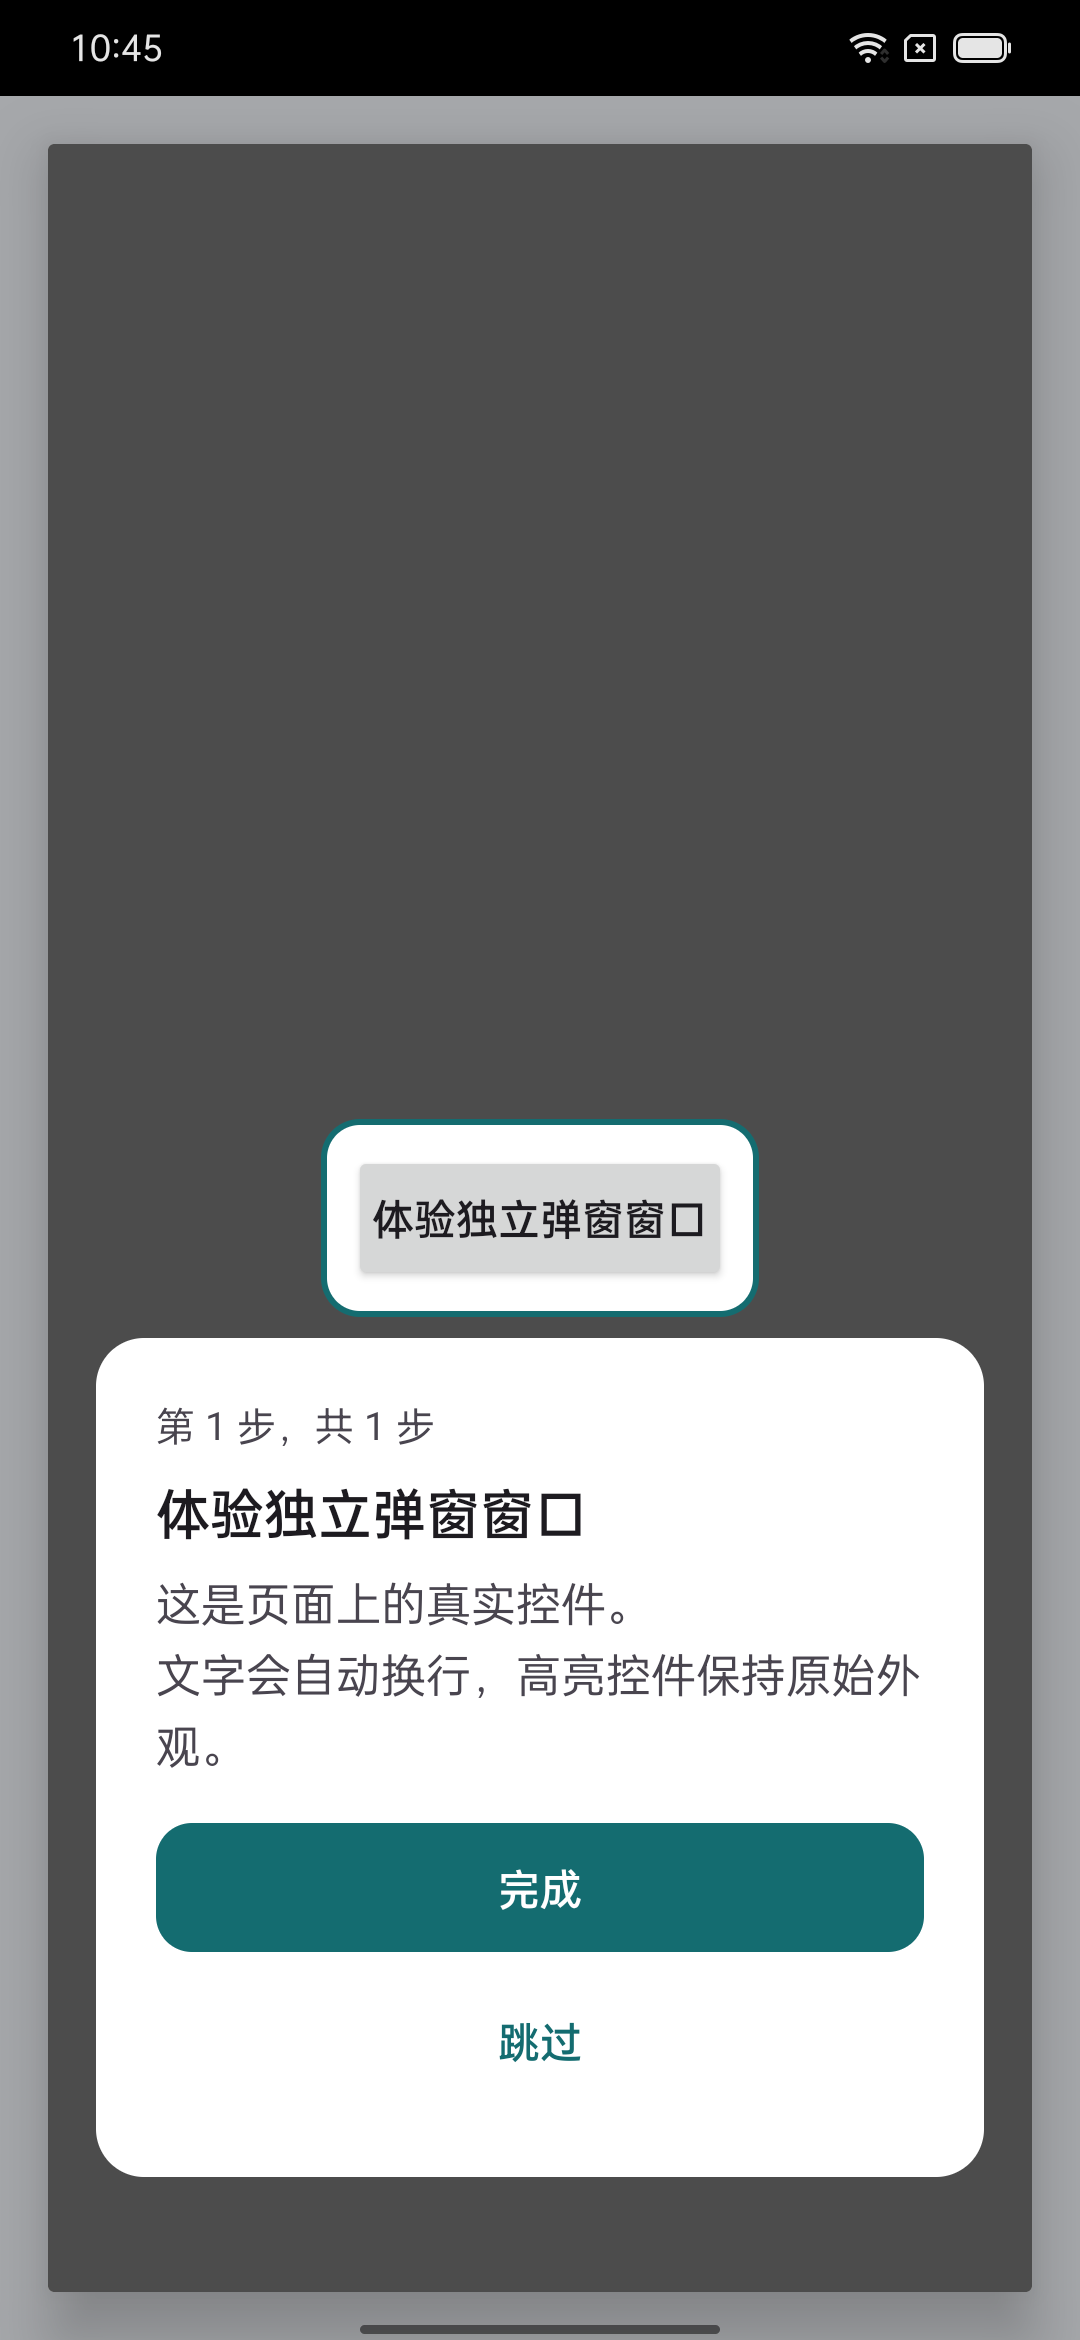 10:45
体验独立弹窗窗口
第 1 步，共 1 步
体验独立弹窗窗口
这是页面上的真实控件。
文字会自动换行，高亮控件保持原始外
观。
完成
跳过